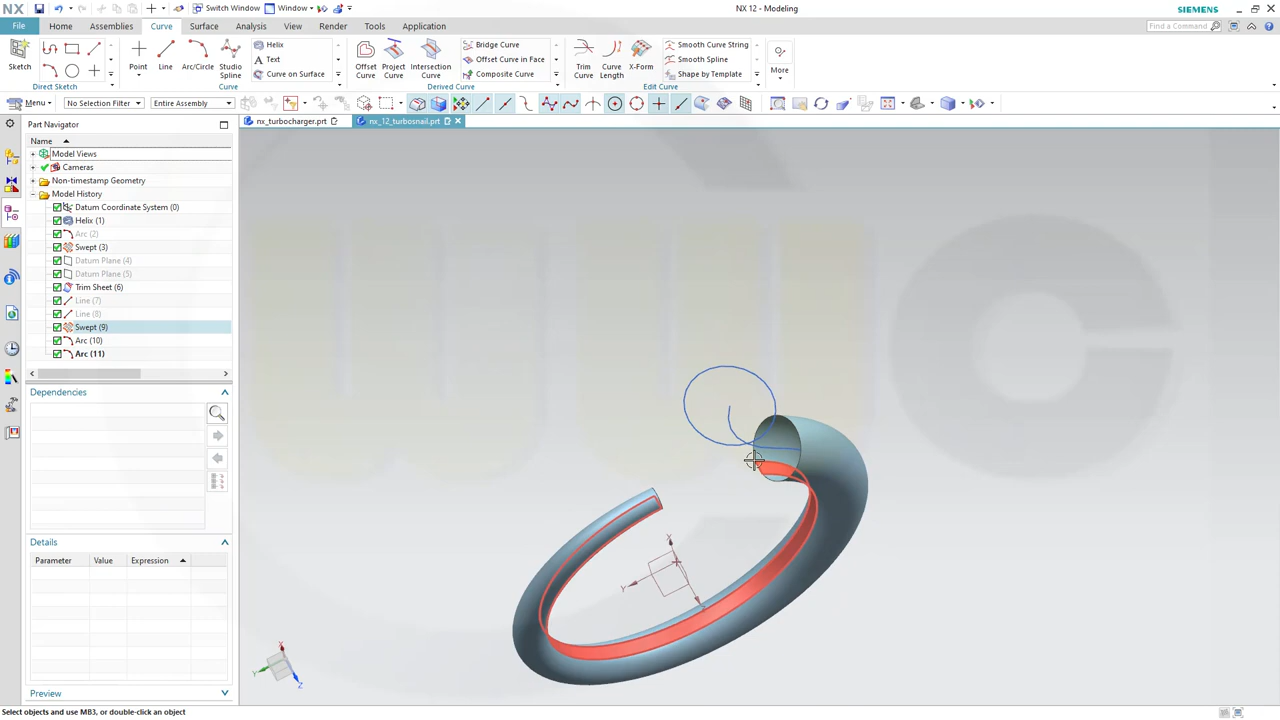 NX
Switch Window
Window
NX 12 - Modeling
SIEMENS
File
Home
Assemblies
Curve
Surface
Analysis
View
Render
Tools
Application
Find a Command
Sketch
Direct Sketch
Point
Line
Arc/Circle
Studio Spline
Helix
Text
Curve on Surface
Curve
Offset Curve
Project Curve
Intersection Curve
Bridge Curve
Offset Curve in Face
Composite Curve
Derived Curve
Trim Curve
Curve Length
X-Form
Smooth Curve String
Smooth Spline
Shape by Template
Edit Curve
More
Menu
No Selection Filter
Entire Assembly
Part Navigator
nx_turbocharger.prt
nx_12_turbosnail.prt
Name
Model Views
Cameras
Non-timestamp Geometry
Model History
Datum Coordinate System (0)
Helix (1)
Arc (2)
Swept (3)
Datum Plane (4)
Datum Plane (5)
Trim Sheet (6)
Line (7)
Line (8)
Swept (9)
Arc (10)
Arc (11)
Dependencies
Details
Parameter
Value
Expression
Preview
Select objects and use MB3, or double-click an object
X
Y
X
Y
Z